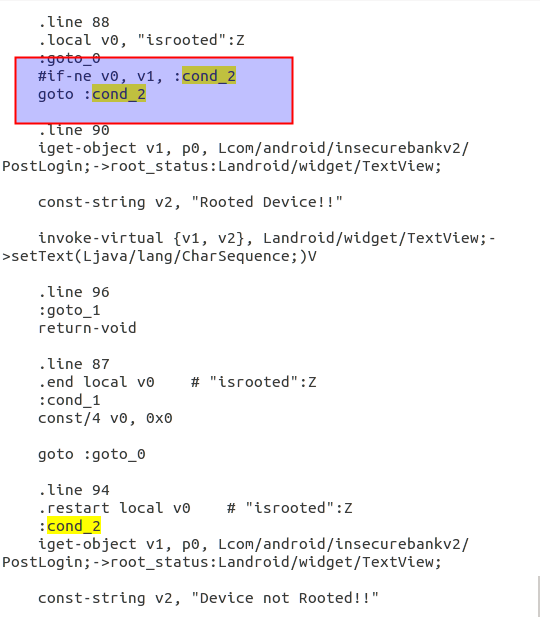 .line 88
.local v0, "isrooted":Z
:goto_0
#if-ne v0, v1, :cond_2
goto :cond_2
.line 90
iget-object v1, p0, Lcom/android/insecurebankv2/
PostLogin;->root_status:Landroid/widget/TextView;
const-string v2, "Rooted Device!!"
invoke-virtual {v1, v2}, Landroid/widget/TextView;-
>setText(Ljava/lang/CharSequence;)V
.line 96
:goto_1
return-void
.line 87
.end local v0    # "isrooted":Z
:cond_1
const/4 v0, 0x0
goto :goto_0
.line 94
.restart local v0    # "isrooted":Z
:cond_2
iget-object v1, p0, Lcom/android/insecurebankv2/
PostLogin;->root_status:Landroid/widget/TextView;
const-string v2, "Device not Rooted!!"